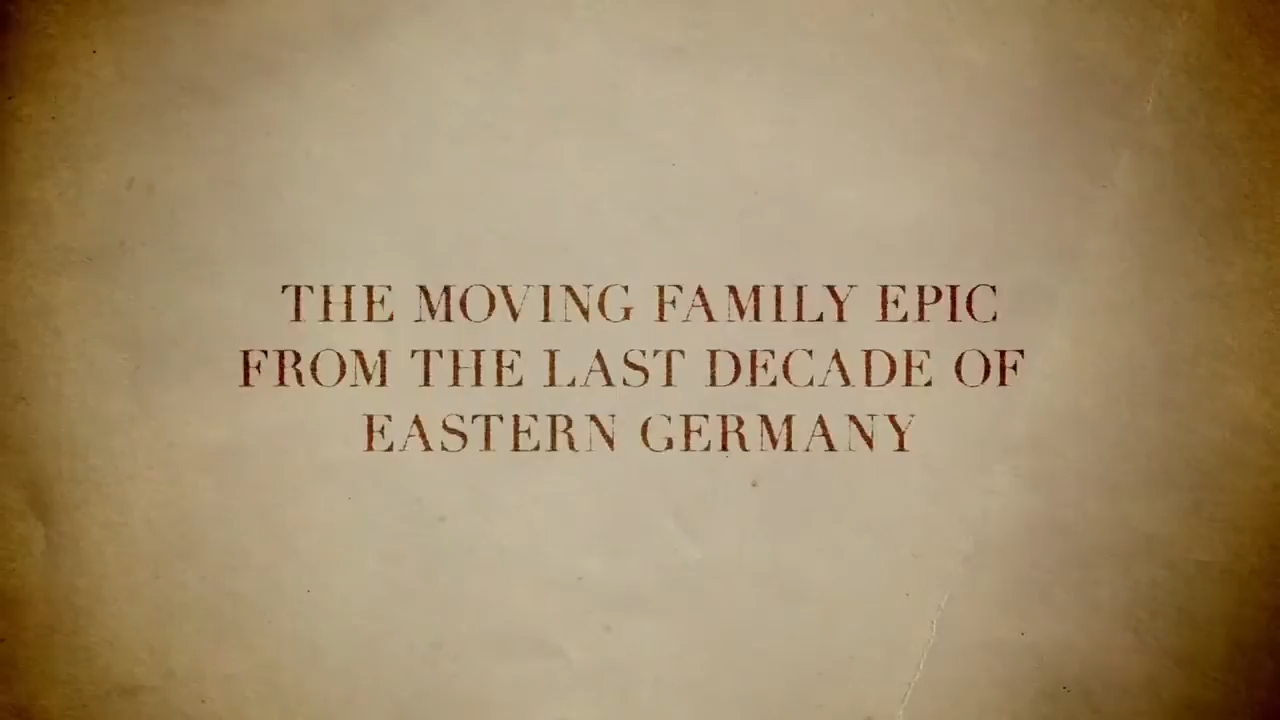 THE MOVING FAMILY EPIC
FROM THE LAST DECADE OF
EASTERN GERMANY